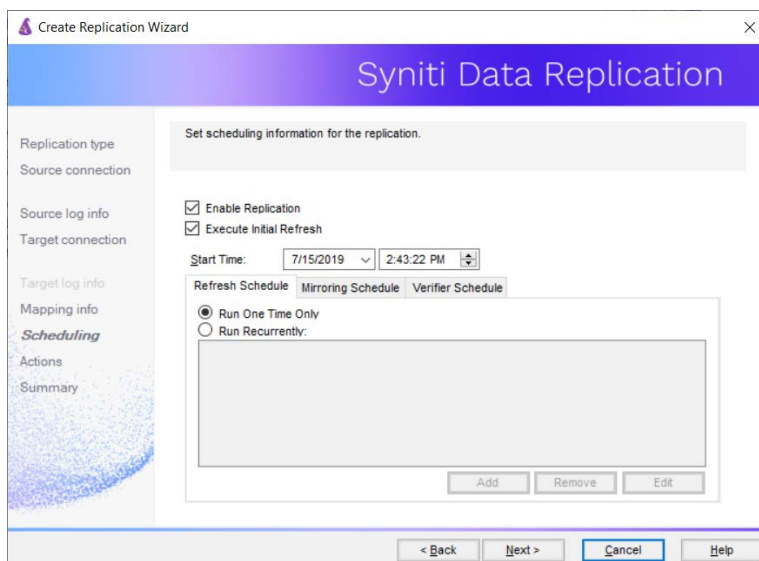 Create Replication Wizard
Syniti Data Replication
Replication type
Source connection
Source log info
Target connection
Target log info
Mapping info
Scheduling
Actions
Summary
Set scheduling information for the replication.
Enable Replication
Execute Initial Refresh
Start Time: 7/15/2019 2:43:22 PM
Refresh Schedule Mirroring Schedule Verifier Schedule
Run One Time Only
Run Recurrently:
Add Remove Edit
< Back Next > Cancel Help